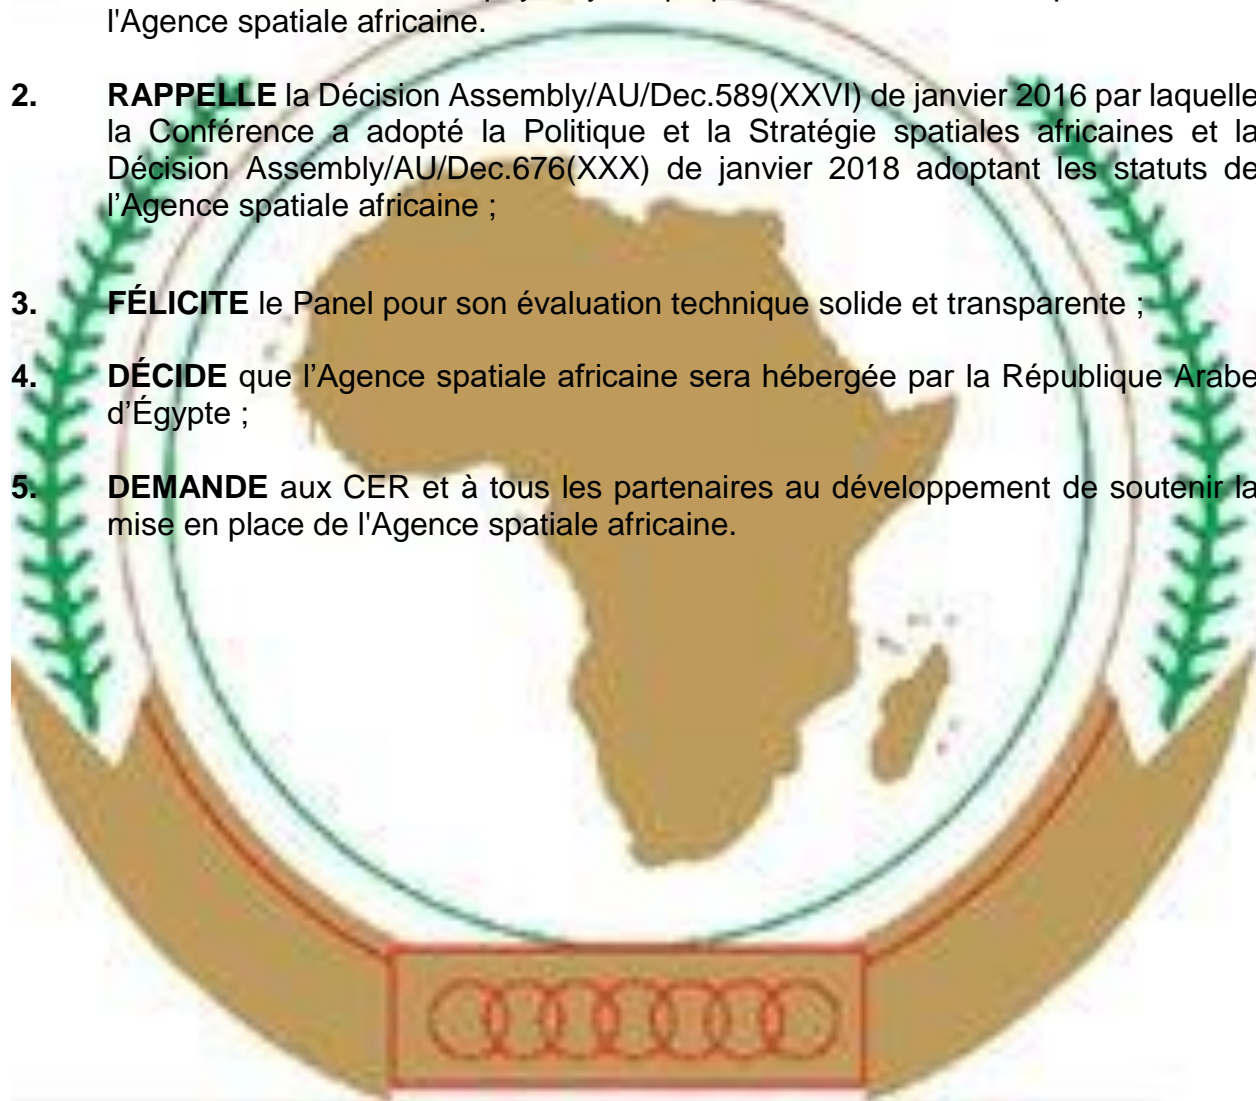 l'Agence spatiale africaine.
2. RAPPELLE la Décision Assembly/AU/Dec.589(XXVI) de janvier 2016 par laquelle
la Conférence a adopté la Politique et la Stratégie spatiales africaines et la
Décision Assembly/AU/Dec.676(XXX) de janvier 2018 adoptant les statuts de
l’Agence spatiale africaine ;
3. FÉLICITE le Panel pour son évaluation technique solide et transparente ;
4. DÉCIDE que l’Agence spatiale africaine sera hébergée par la République Arabe
d’Égypte ;
5. DEMANDE aux CER et à tous les partenaires au développement de soutenir la
mise en place de l'Agence spatiale africaine.